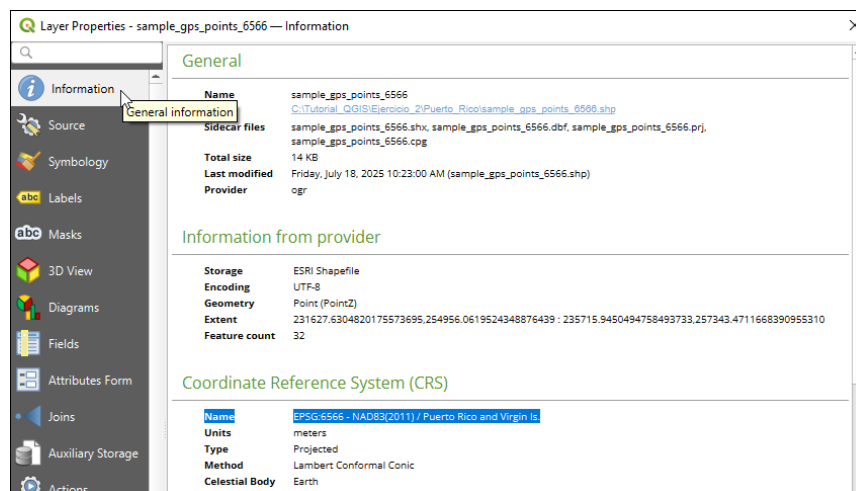 Layer Properties - sample_gps_points_6566 — Information
Information
General information
Source
Symbology
abc Labels
abc Masks
3D View
Diagrams
Fields
Attributes Form
Joins
Auxiliary Storage
Actions
General
Name sample_gps_points_6566
C:\Tutorial_QGIS\Ejercicio_2\Puerto_Rico\sample_gps_points_6566.shp
Sidecar files sample_gps_points_6566.shx, sample_gps_points_6566.dbf, sample_gps_points_6566.prj,
sample_gps_points_6566.cpg
Total size 14 KB
Last modified Friday, July 18, 2025 10:23:00 AM (sample_gps_points_6566.shp)
Provider ogr
Information from provider
Storage ESRI Shapefile
Encoding UTF-8
Geometry Point (PointZ)
Extent 231627.6304820175573695,254956.0619524348876439 : 235715.9450494758493733,257343.4711668390955310
Feature count 32
Coordinate Reference System (CRS)
Name EPSG:6566 - NAD83(2011) / Puerto Rico and Virgin Is.
Units meters
Type Projected
Method Lambert Conformal Conic
Celestial Body Earth